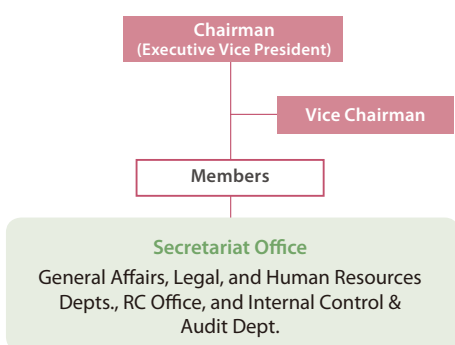 Chairman
(Executive Vice President)
Vice Chairman
Members
Secretariat Office
General Affairs, Legal, and Human Resources
Depts., RC Office, and Internal Control &
Audit Dept.